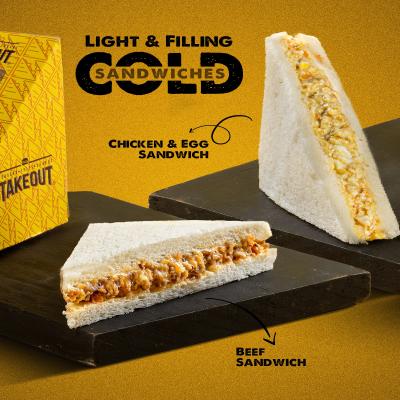 LIGHT & FILLING
COLD
SANDWICHES
CHICKEN & EGG
SANDWICH
TAKEOUT
BEEF
SANDWICH